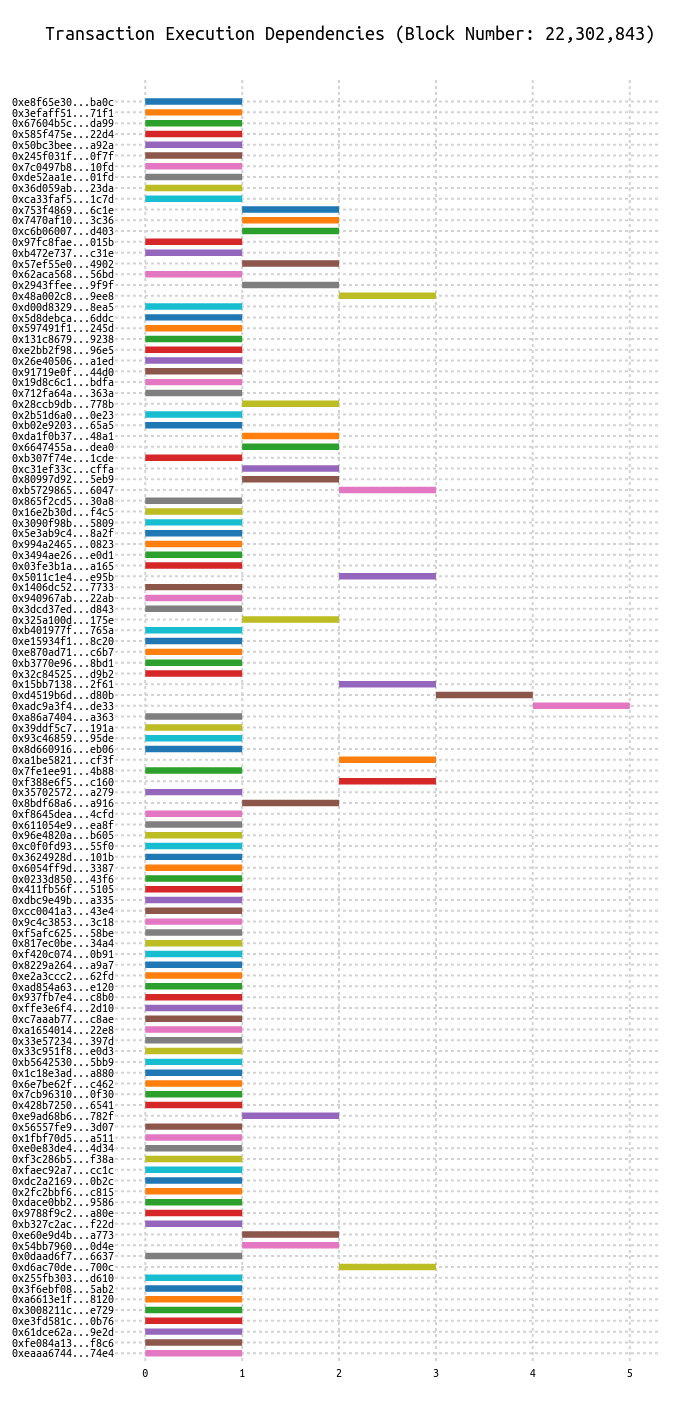 Transaction Execution Dependencies (Block Number: 22,302,843)
0xe8f65e30...ba0c
0x3efaff51...71f1
0x67604b5c...da99
0x585f475e...22d4
0x50bc3bee...a92a
0x245f031f...0f7f
0x7c0497b8...10fd
0xde52aa1e...01fd
0x36d059ab...23da
0xca33faf5...1c7d
0x753f4869...6c1e
0x7470af10...3c36
0xc6b06007...d403
0x97fc8fae...015b
0xb472e737...c31e
0x57ef55e0...4902
0x62aca568...56bd
0x2943ffee...9f9f
0x48a002c8...9ee8
0xd00d8329...8ea5
0x5d8debca...6ddc
0x597491f1...245d
0x131c8679...9238
0xe2bb2f98...96e5
0x26e40506...a1ed
0x91719e0f...44d0
0x19d8c6c1...bdfa
0x712fa64a...363a
0x28ccb9db...778b
0x2b51d6a0...0e23
0xb02e9203...65a5
0xda1f0b37...48a1
0x6647455a...dea0
0xb307f74e...1cde
0xc31ef33c...cffa
0x80997d92...5eb9
0xb5729865...6047
0x865f2cd5...30a8
0x16e2b30d...f4c5
0x3090f98b...5809
0x5e3ab9c4...8a2f
0x994a2465...0823
0x3494ae26...e0d1
0x03fe3b1a...a165
0x5011c1e4...e95b
0x1406dc52...7733
0x940967ab...22ab
0x3dcd37ed...d843
0x325a100d...175e
0xb401977f...765a
0xe15934f1...8c20
0xe870ad71...c6b7
0xb3770e96...8bd1
0x32c84525...d9b2
0x15bb7138...2f61
0xd4519b6d...d80b
0xadc9a3f4...de33
0xa86a7404...a363
0x39ddf5c7...191a
0x93c46859...95de
0x8d660916...eb06
0xa1be5821...cf3f
0x7fe1ee91...4b88
0xf388e6f5...c160
0x35702572...a279
0x8bdf68a6...a916
0xf8645dea...4cfd
0x611054e9...ea8f
0x96e4820a...b605
0xc0f0fd93...55f0
0x3624928d...101b
0x6054ff9d...3387
0x0233d850...43f6
0x411fb56f...5105
0xdbc9e49b...a335
0xcc0041a3...43e4
0x9c4c3853...3c18
0xf5afc625...58be
0x817ec0be...34a4
0xf420c074...0b91
0x8229a264...a9a7
0xe2a3ccc2...62fd
0xad854a63...e120
0x937fb7e4...c8b0
0xffe3e6f4...2d10
0xc7aaab77...c8ae
0xa1654014...22e8
0x33e57234...397d
0x33c951f8...e0d3
0xb5642530...5bb9
0x1c18e3ad...a880
0x6e7be62f...c462
0x7cb96310...0f30
0x428b7250...6541
0xe9ad68b6...782f
0x56557fe9...3d07
0x1fbf70d5...a511
0xe0e83de4...4d34
0xf3c286b5...f38a
0xfaec92a7...cc1c
0xdc2a2169...0b2c
0x2fc2bbf6...c815
0xdace0bb2...9586
0x9788f9c2...a80e
0xb327c2ac...f22d
0xe60e9d4b...a773
0x54bb7960...0d4e
0x0daad6f7...6637
0xd6ac70de...700c
0x255fb303...d610
0x3f6ebf08...5ab2
0xa6613e1f...8120
0x3008211c...e729
0xe3fd581c...0b76
0x61dce62a...9e2d
0xfe084a13...f8c6
0xeaaa6744...74e4
0 1 2 3 4 5